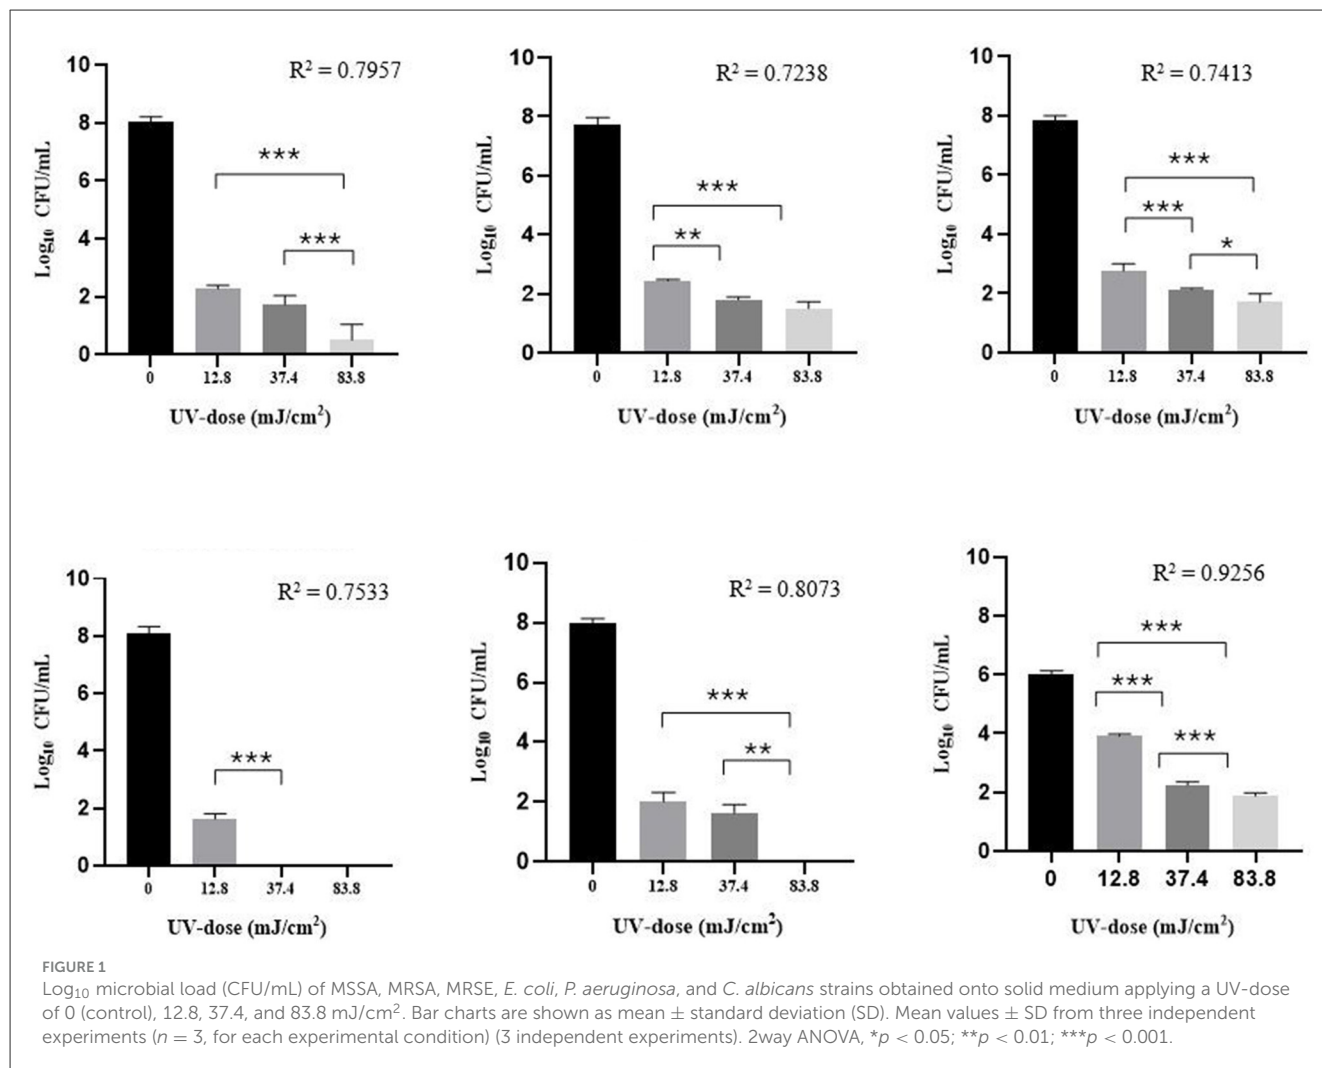 R² = 0.7957
10
8
6
4
2
0
Log₁₀ CFU/mL
***
***
0 12.8 37.4 83.8
UV-dose (mJ/cm²)
R² = 0.7238
10
8
6
4
2
0
Log₁₀ CFU/mL
***
**
0 12.8 37.4 83.8
UV-dose (mJ/cm²)
R² = 0.7413
10
8
6
4
2
0
Log₁₀ CFU/mL
***
***
*
0 12.8 37.4 83.8
UV-dose (mJ/cm²)
R² = 0.7533
10
8
6
4
2
0
Log₁₀ CFU/mL
***
0 12.8 37.4 83.8
UV-dose (mJ/cm²)
R² = 0.8073
10
8
6
4
2
0
Log₁₀ CFU/mL
***
**
0 12.8 37.4 83.8
UV-dose (mJ/cm²)
R² = 0.9256
10
8
6
4
2
0
Log₁₀ CFU/mL
***
***
***
0 12.8 37.4 83.8
UV-dose (mJ/cm²)
FIGURE 1
Log₁₀ microbial load (CFU/mL) of MSSA, MRSA, MRSE, E. coli, P. aeruginosa, and C. albicans strains obtained onto solid medium applying a UV-dose
of 0 (control), 12.8, 37.4, and 83.8 mJ/cm². Bar charts are shown as mean ± standard deviation (SD). Mean values ± SD from three independent
experiments (n = 3, for each experimental condition) (3 independent experiments). 2way ANOVA, *p < 0.05; **p < 0.01; ***p < 0.001.